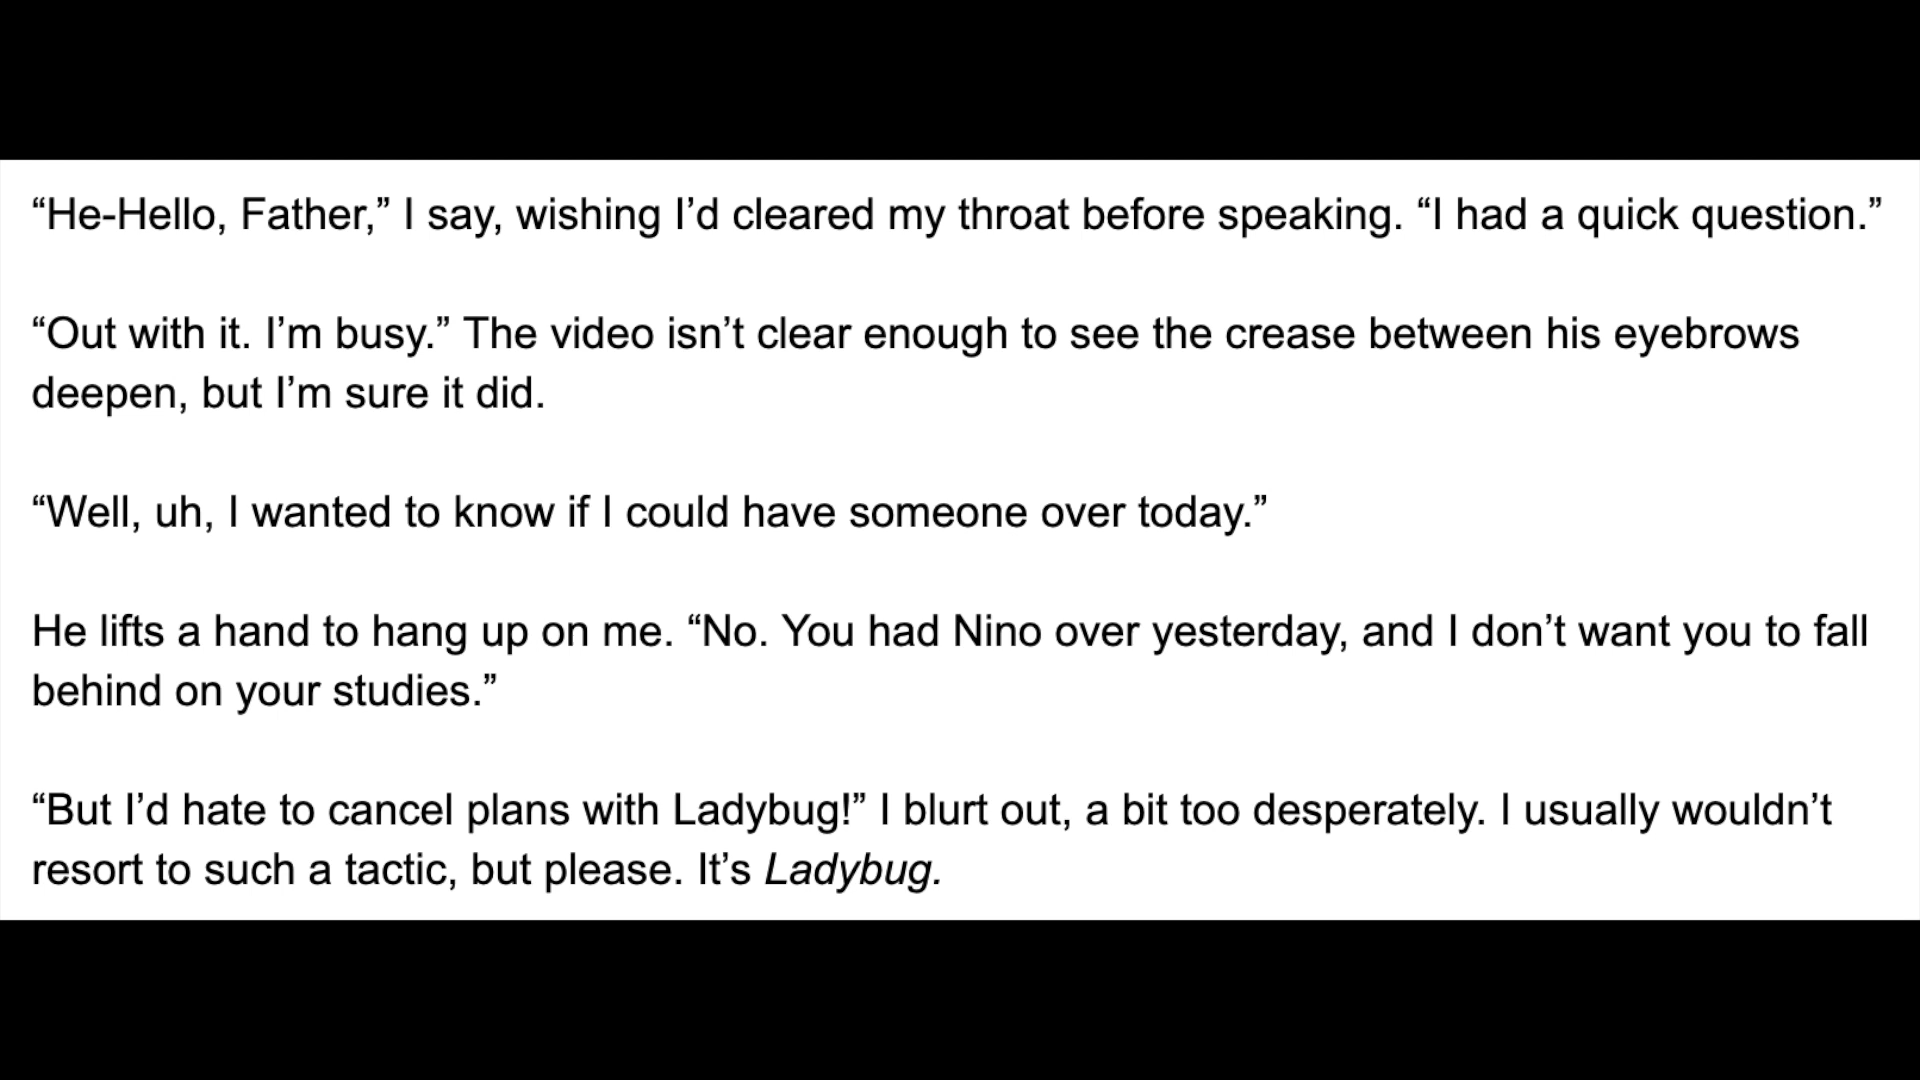 “He-Hello, Father,” I say, wishing I’d cleared my throat before speaking. “I had a quick question.”
“Out with it. I’m busy.” The video isn’t clear enough to see the crease between his eyebrows
deepen, but I’m sure it did.
“Well, uh, I wanted to know if I could have someone over today.”
He lifts a hand to hang up on me. “No. You had Nino over yesterday, and I don’t want you to fall
behind on your studies.”
“But I’d hate to cancel plans with Ladybug!” I blurt out, a bit too desperately. I usually wouldn’t
resort to such a tactic, but please. It’s Ladybug.